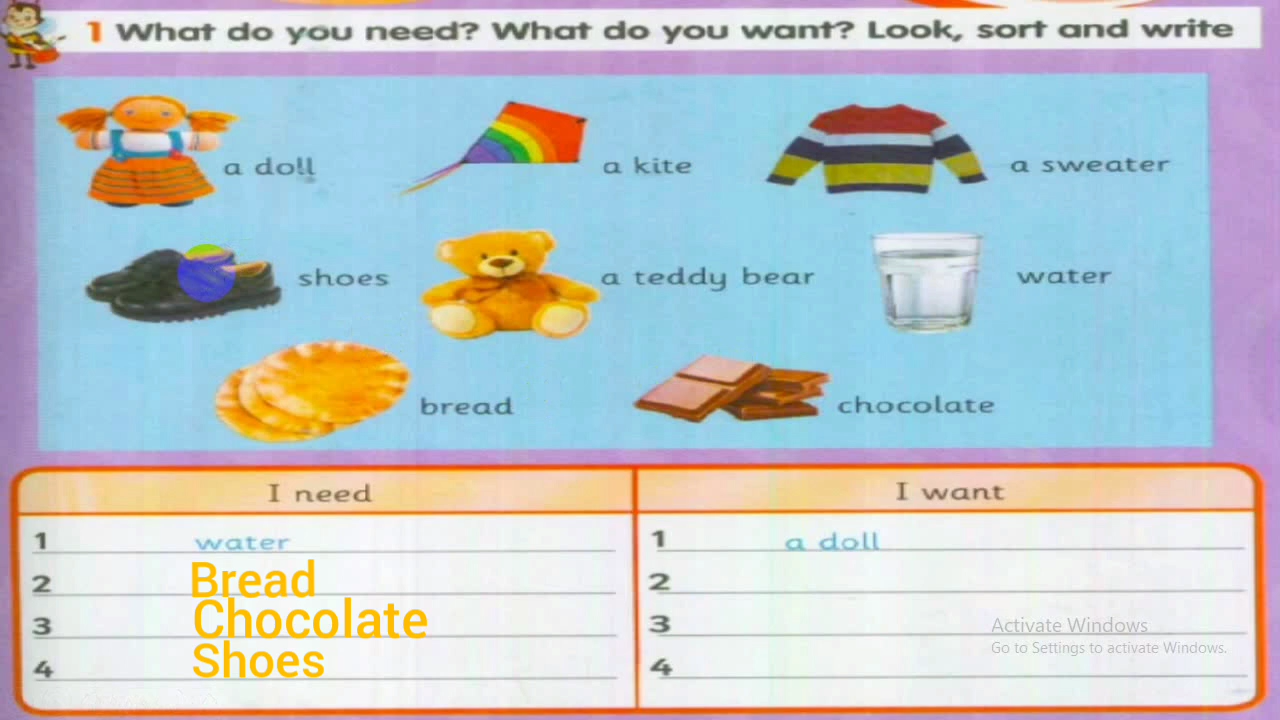 1 What do you need? What do you want? Look, sort and write
a doll
a kite
a sweater
shoes
a teddy bear
water
bread
chocolate
I need
I want
1 water
1 a doll
2 Bread
2
3 Chocolate
3
4 Shoes
4
Activate Windows
Go to Settings to activate Windows.